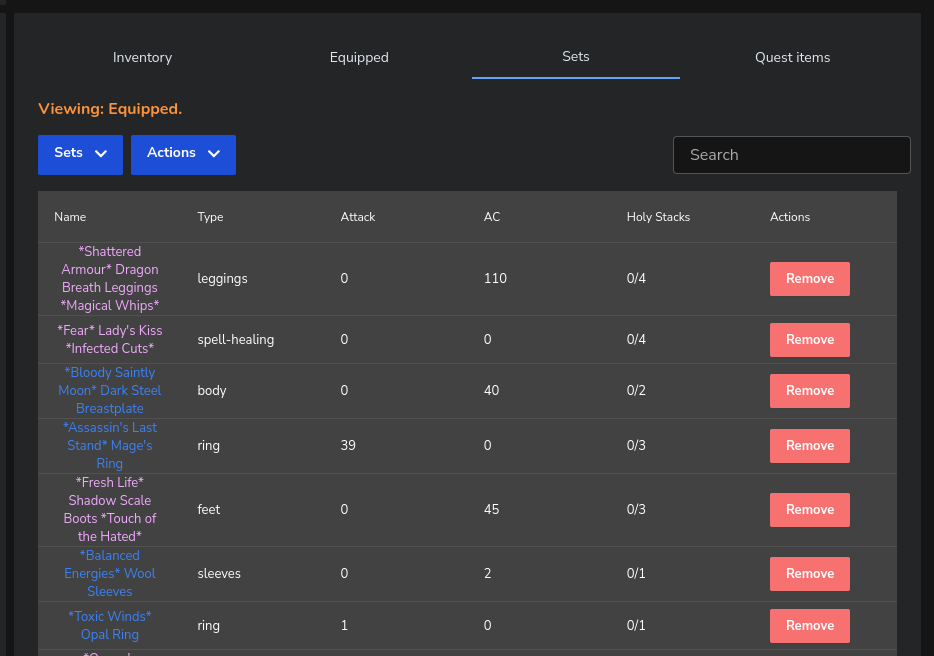 Inventory Equipped Sets Quest items
Viewing: Equipped.
Sets Actions Search
Name Type Attack AC Holy Stacks Actions
*Shattered
Armour* Dragon
Breath Leggings
*Magical Whips*
leggings 0 110 0/4 Remove
*Fear* Lady's Kiss
*Infected Cuts*
spell-healing 0 0 0/4 Remove
*Bloody Saintly
Moon* Dark Steel
Breastplate
body 0 40 0/2 Remove
*Assassin's Last
Stand* Mage's
Ring
ring 39 0 0/3 Remove
*Fresh Life*
Shadow Scale
Boots *Touch of
the Hated*
feet 0 45 0/3 Remove
*Balanced
Energies* Wool
Sleeves
sleeves 0 2 0/1 Remove
*Toxic Winds*
Opal Ring
ring 1 0 0/1 Remove